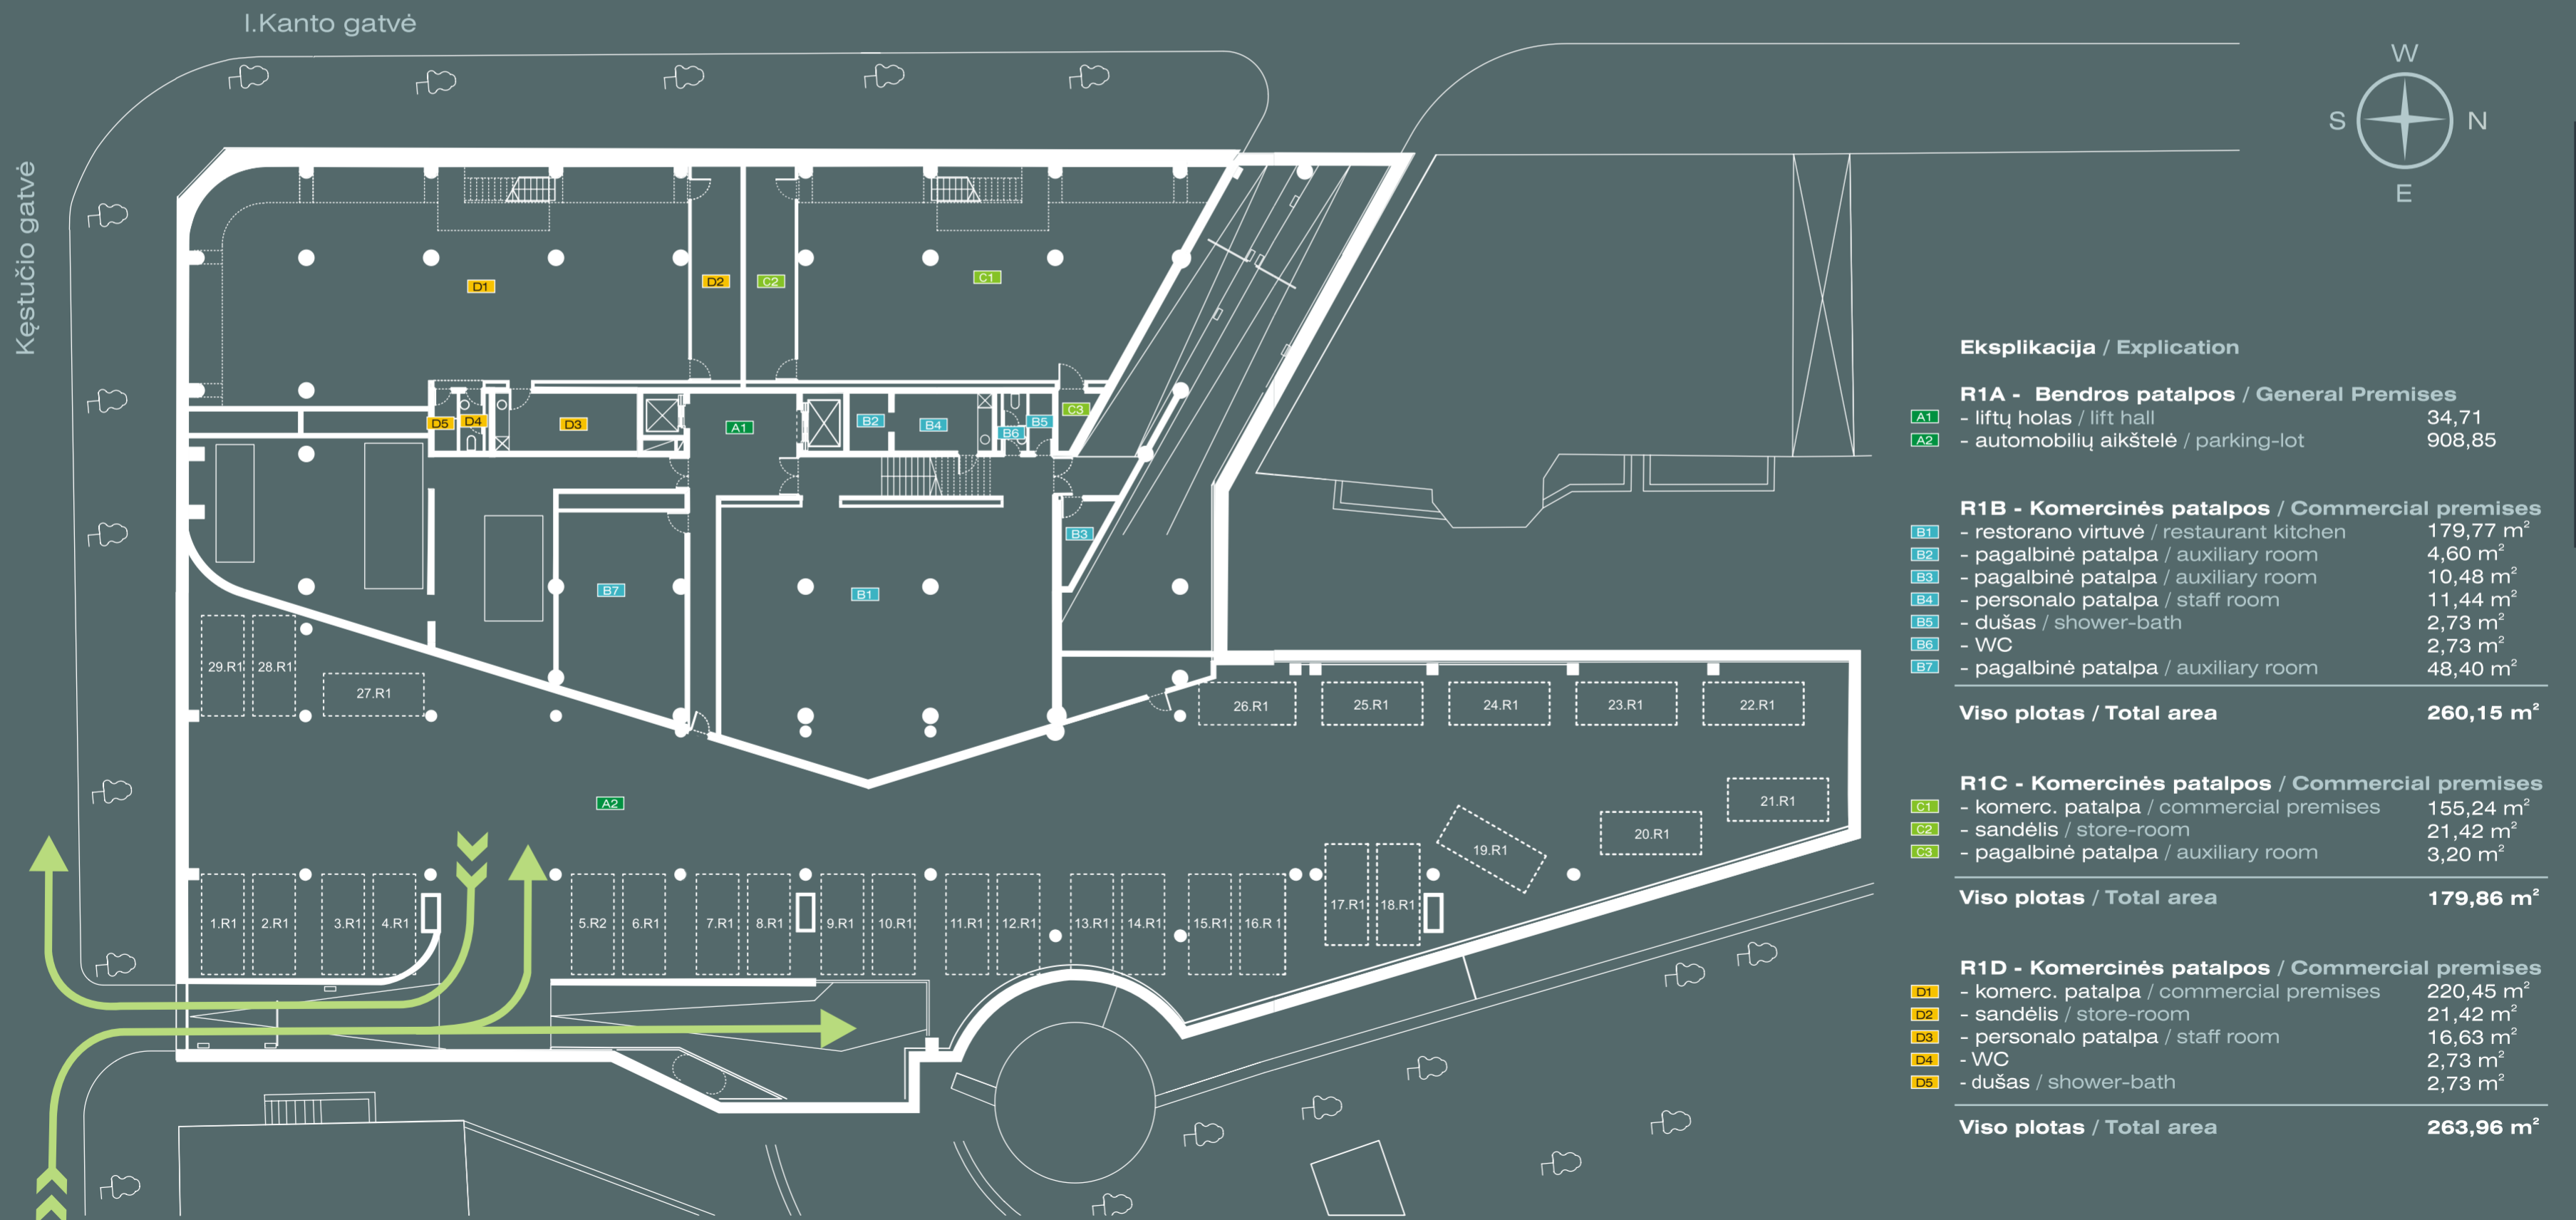 I.Kanto gatvė
Kęstučio gatvė
W
S N
E
D1
D2
C2
C1
D5
D4
D3
A1
B2
B4
B6
B5
C3
B3
B7
B1
29.R1
28.R1
27.R1
26.R1
25.R1
24.R1
23.R1
22.R1
21.R1
20.R1
19.R1
A2
1.R1
2.R1
3.R1
4.R1
5.R2
6.R1
7.R1
8.R1
9.R1
10.R1
11.R1
12.R1
13.R1
14.R1
15.R1
16.R 1
17.R1
18.R1
Eksplikacija / Explication
R1A - Bendros patalpos / General Premises
A1 - liftų holas / lift hall 34,71
A2 - automobilių aikštelė / parking-lot 908,85
R1B - Komercinės patalpos / Commercial premises
B1 - restorano virtuvė / restaurant kitchen 179,77 m²
B2 - pagalbinė patalpa / auxiliary room 4,60 m²
B3 - pagalbinė patalpa / auxiliary room 10,48 m²
B4 - personalo patalpa / staff room 11,44 m²
B5 - dušas / shower-bath 2,73 m²
B6 - WC 2,73 m²
B7 - pagalbinė patalpa / auxiliary room 48,40 m²
Viso plotas / Total area 260,15 m²
R1C - Komercinės patalpos / Commercial premises
C1 - komerc. patalpa / commercial premises 155,24 m²
C2 - sandėlis / store-room 21,42 m²
C3 - pagalbinė patalpa / auxiliary room 3,20 m²
Viso plotas / Total area 179,86 m²
R1D - Komercinės patalpos / Commercial premises
D1 - komerc. patalpa / commercial premises 220,45 m²
D2 - sandėlis / store-room 21,42 m²
D3 - personalo patalpa / staff room 16,63 m²
D4 - WC 2,73 m²
D5 - dušas / shower-bath 2,73 m²
Viso plotas / Total area 263,96 m²